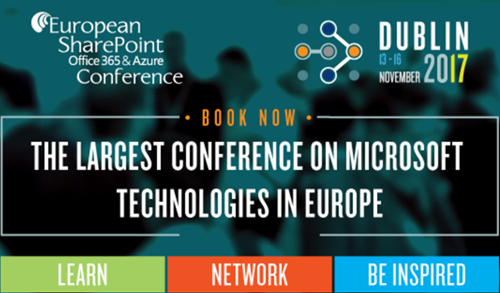 European
SharePoint
Office 365 & Azure
Conference
DUBLIN
13-16
NOVEMBER 2017
• BOOK NOW •
THE LARGEST CONFERENCE ON MICROSOFT
TECHNOLOGIES IN EUROPE
LEARN
NETWORK
BE INSPIRED